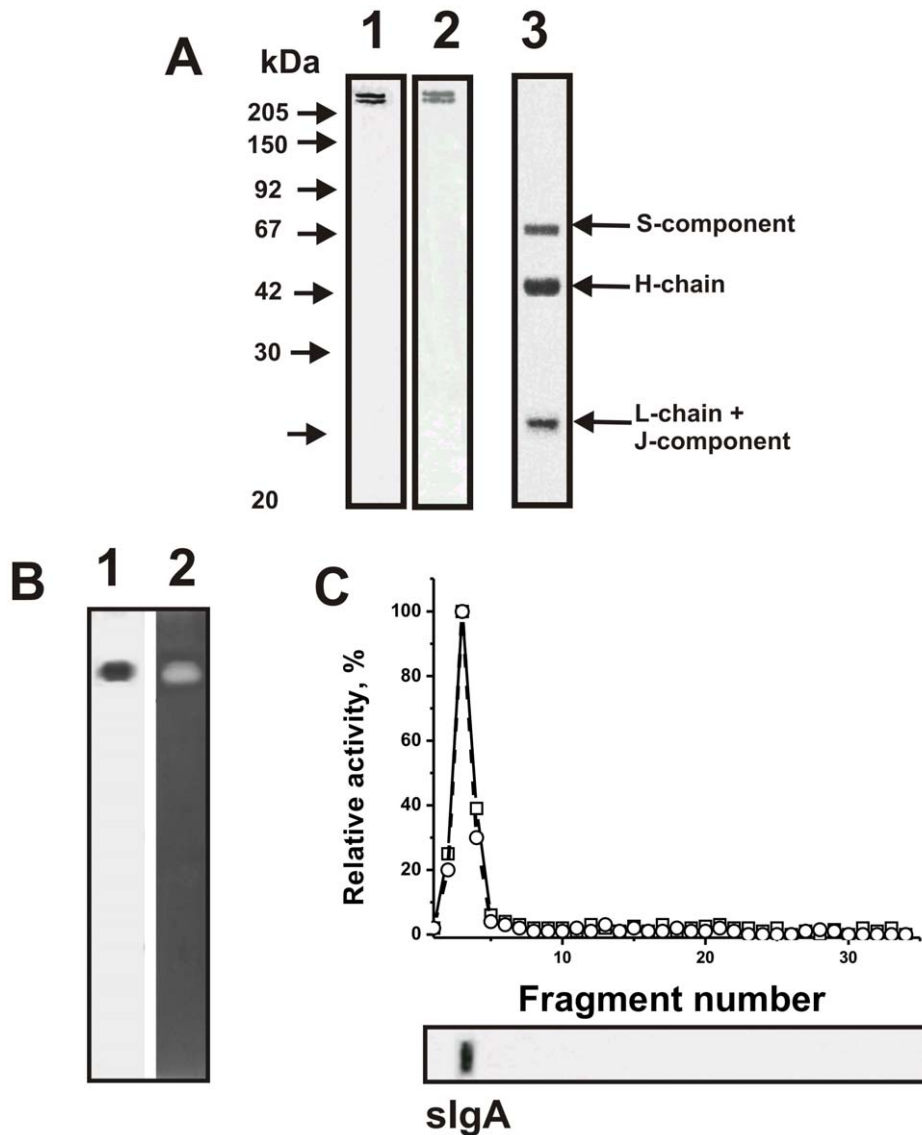 A
kDa
1 2 3
205
150
92
67
42
30
20
S-component
H-chain
L-chain +
J-component
B
1 2
C
100
80
60
40
20
0
Relative activity, %
10 20 30
Fragment number
sIgA